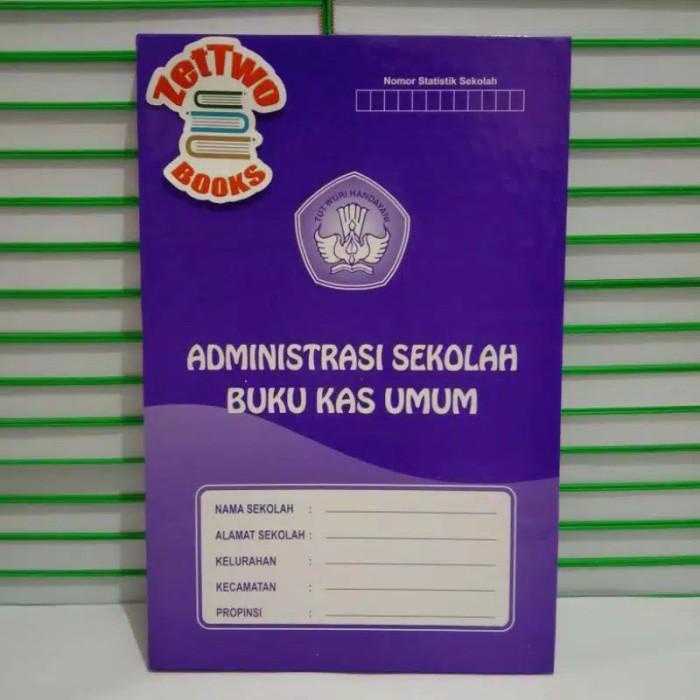 ZetTWO
BOOKS
Nomor Statistik Sekolah
TUT WURI HANDAYANI
ADMINISTRASI SEKOLAH
BUKU KAS UMUM
NAMA SEKOLAH :
ALAMAT SEKOLAH :
KELURAHAN :
KECAMATAN :
PROPINSI :